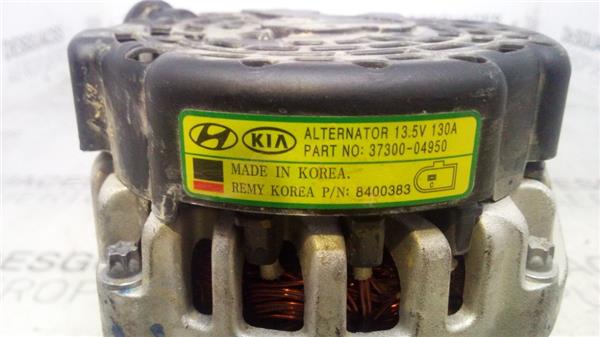 KIA ALTERNATOR 13.5V 130A
PART NO: 37300-04950
MADE IN KOREA.
REMY KOREA P/N: 8400383
C